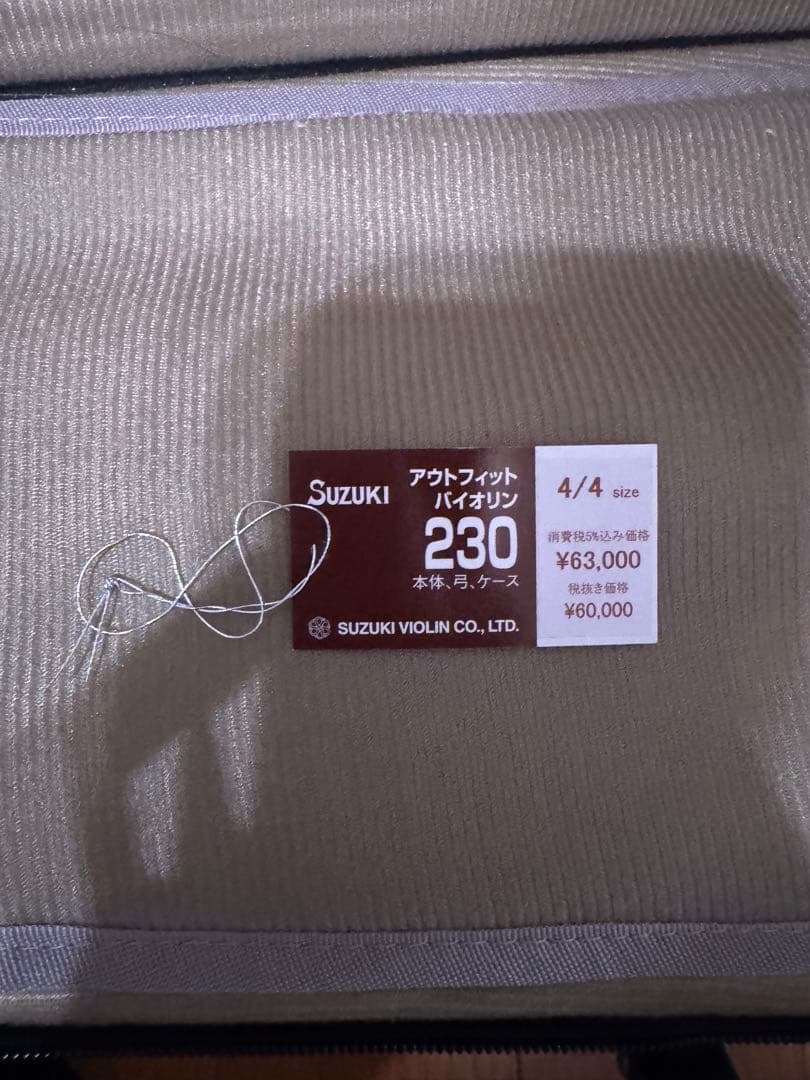 SUZUKI
アウトフィット
バイオリン
230
本体、弓、ケース
SUZUKI VIOLIN CO., LTD.
4/4 size
消費税5%込み価格
¥63,000
税抜き価格
¥60,000